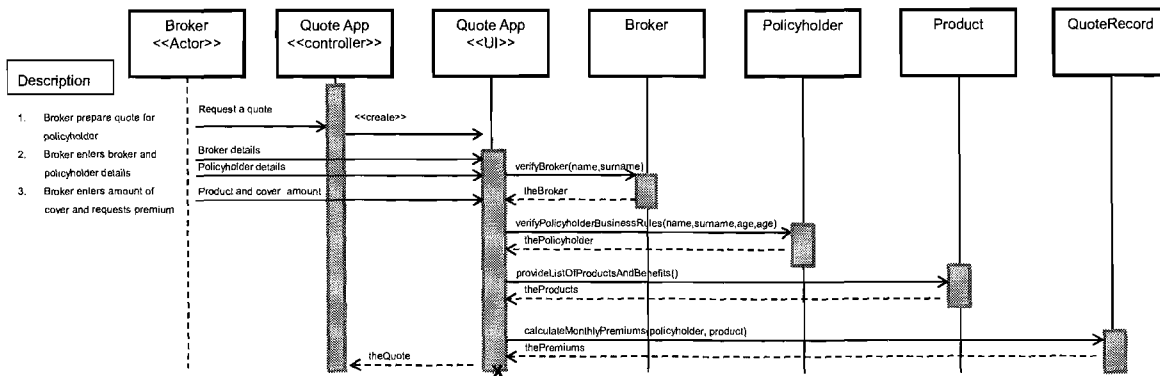 Broker
<<Actor>>
Quote App
<<controller>>
Quote App
<<UI>>
Broker
Policyholder
Product
QuoteRecord
Description
1. Broker prepare quote for
policyholder
2. Broker enters broker and
policyholder details
3. Broker enters amount of
cover and requests premium
Request a quote
<<create>>
Broker details
Policyholder details
Product and cover amount
verifyBroker(name,surname)
theBroker
verifyPolicyholderBusinessRules(name,surname,age,age)
thePolicyholder
provideListOfProductsAndBenefits()
theProducts
calculateMonthlyPremiums(policyholder, product)
thePremiums
theQuote
X